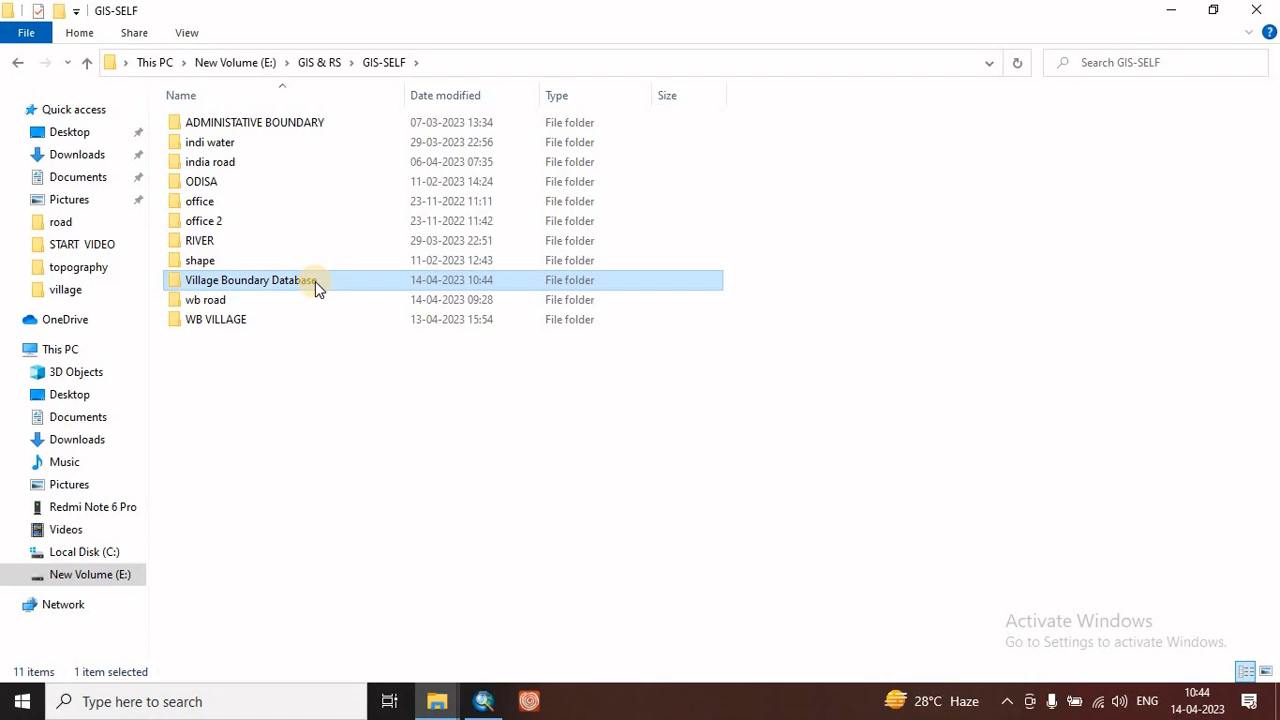 GIS-SELF
File Home Share View
This PC New Volume (E:) GIS & RS GIS-SELF
Search GIS-SELF
Name Date modified Type Size
Quick access
Desktop
Downloads
Documents
Pictures
road
START VIDEO
topography
village
OneDrive
This PC
3D Objects
Desktop
Documents
Downloads
Music
Pictures
Redmi Note 6 Pro
Videos
Local Disk (C:)
New Volume (E:)
Network
ADMINISTATIVE BOUNDARY 07-03-2023 13:34 File folder
indi water 29-03-2023 22:56 File folder
india road 06-04-2023 07:35 File folder
ODISA 11-02-2023 14:24 File folder
office 23-11-2022 11:11 File folder
office 2 23-11-2022 11:42 File folder
RIVER 29-03-2023 22:51 File folder
shape 11-02-2023 12:43 File folder
Village Boundary Database 14-04-2023 10:44 File folder
wb road 14-04-2023 09:28 File folder
WB VILLAGE 13-04-2023 15:54 File folder
Activate Windows
Go to Settings to activate Windows.
11 items 1 item selected
Type here to search
28°C Haze
ENG
10:44
14-04-2023